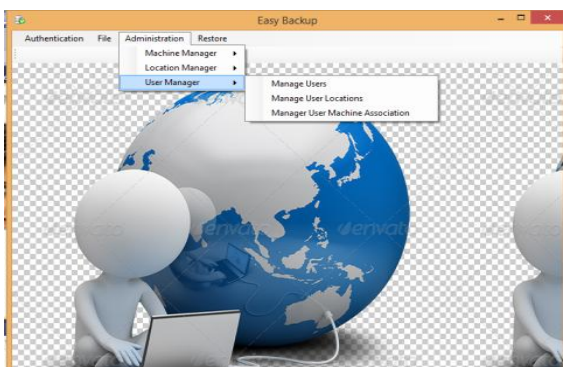 Easy Backup
Authentication File Administration Restore
Machine Manager
Location Manager
User Manager
Manage Users
Manage User Locations
Manager User Machine Association
envato